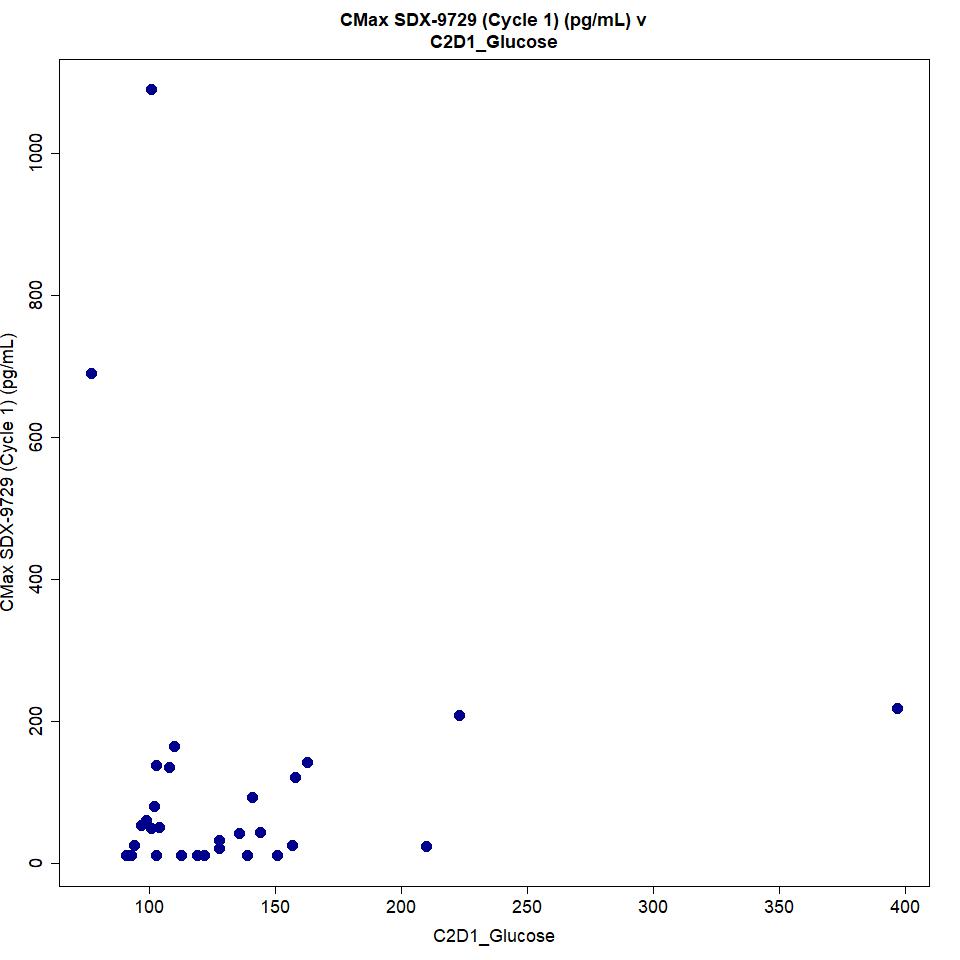 CMax SDX-9729 (Cycle 1) (pg/mL) v
C2D1_Glucose
1000
800
600
400
200
0
CMax SDX-9729 (Cycle 1) (pg/mL)
100 150 200 250 300 350 400
C2D1_Glucose